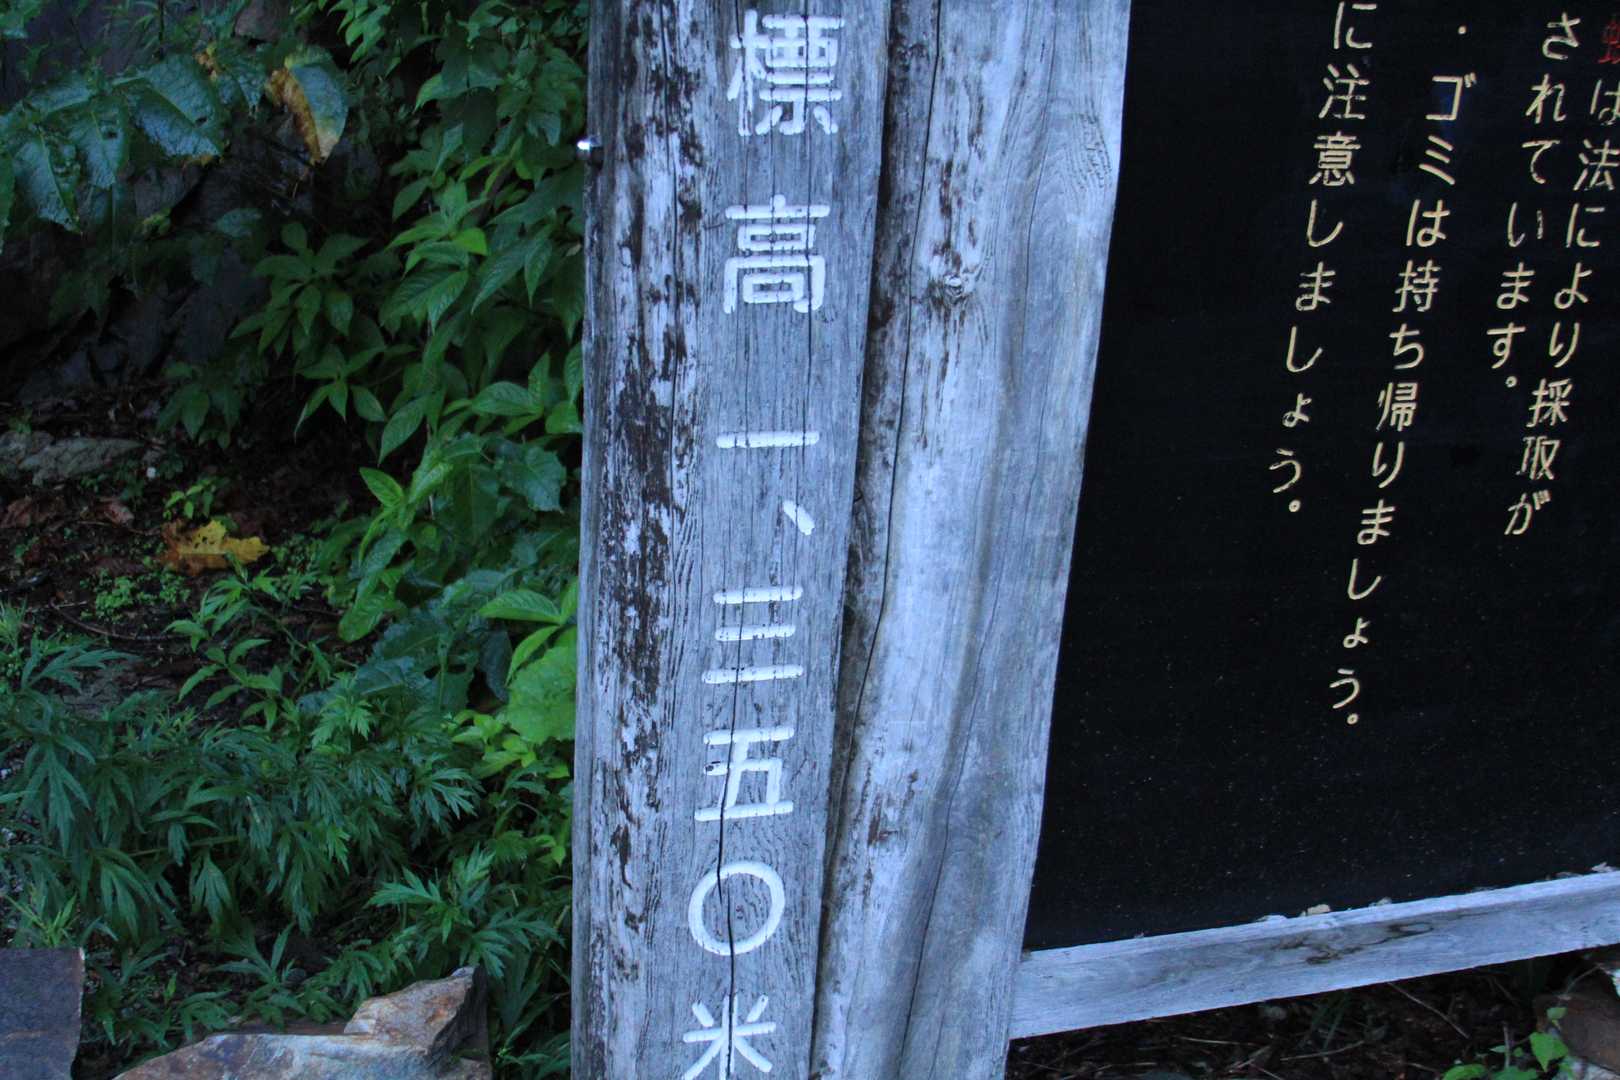 は法により採取が
されています。
・ゴミは持ち帰りましょう。
に注意しましょう。
標高一、三五〇米